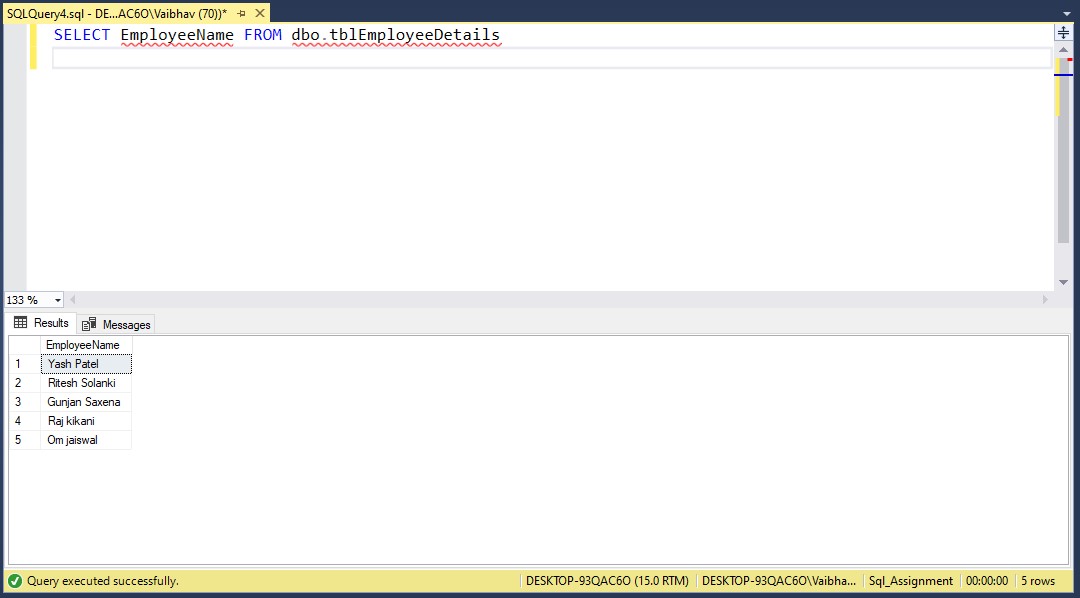 SQLQuery4.sql - DE...AC6O\Vaibhav (70))*
SELECT EmployeeName FROM dbo.tblEmployeeDetails
133 %
Results Messages
EmployeeName
1 Yash Patel
2 Ritesh Solanki
3 Gunjan Saxena
4 Raj kikani
5 Om jaiswal
Query executed successfully. DESKTOP-93QAC6O (15.0 RTM) DESKTOP-93QAC6O\Vaibha... Sql_Assignment 00:00:00 5 rows